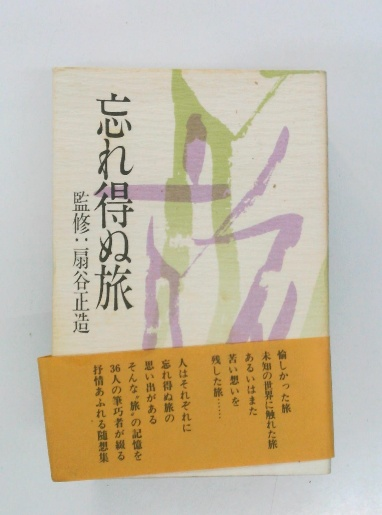 忘れ得ぬ旅
監修:扇谷正造
愉しかった旅
未知の世界に触れた旅
あるいはまた
苦い想いを
残した旅……
人はそれぞれに
忘れ得ぬ旅の
思い出がある
そんな〝旅〟の記憶を
36人の筆巧者が綴る
抒情あふれる随想集